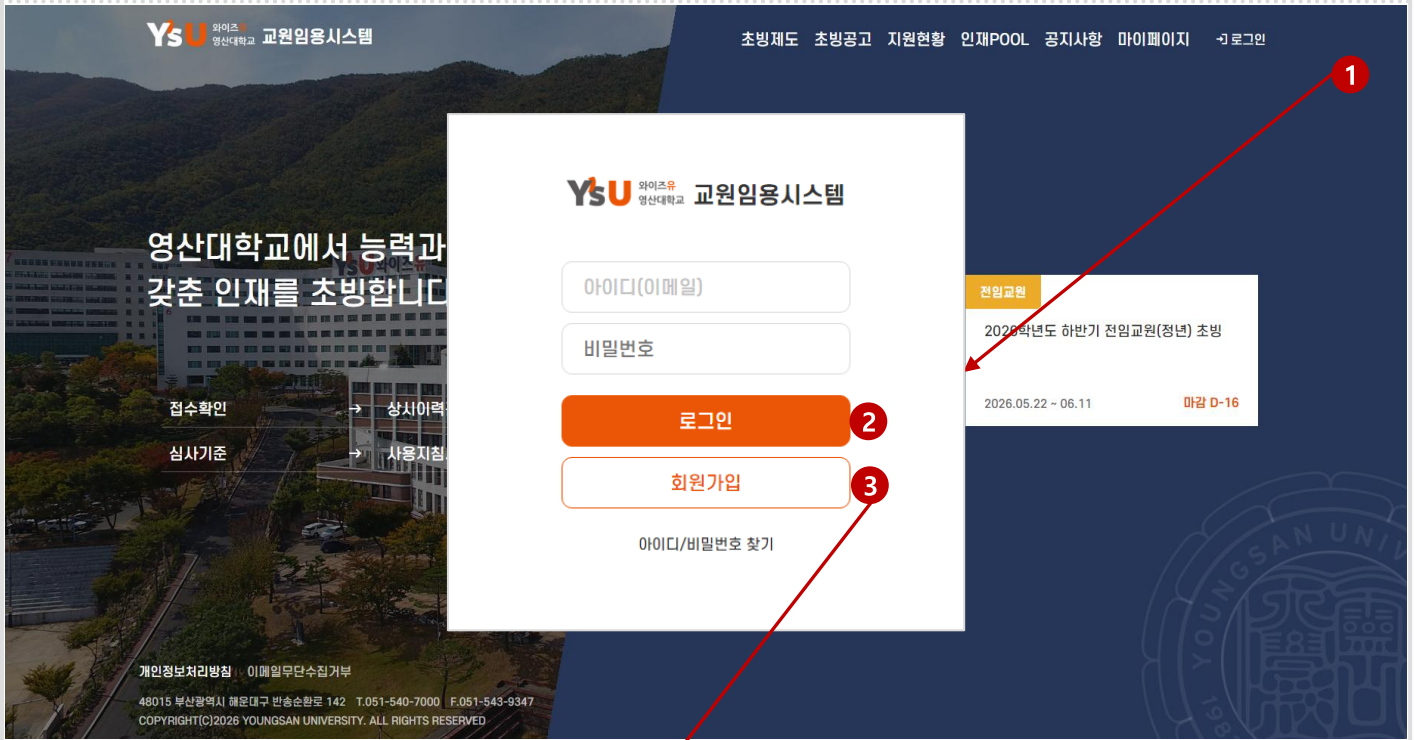 YsU 와이즈유 영산대학교 교원임용시스템
초빙제도 초빙공고 지원현황 인재POOL 공지사항 마이페이지 로그인
1
YsU 와이즈유 영산대학교 교원임용시스템
영산대학교에서 능력과
갖춘 인재를 초빙합니다
아이디(이메일)
비밀번호
전임교원
2026학년도 하반기 전임교원(정년) 초빙
2026.05.22 ~ 06.11 마감 D-16
접수확인 → 상시이력
심사기준 → 사용지침
로그인 2
회원가입 3
아이디/비밀번호 찾기
개인정보처리방침 이메일무단수집거부
48015 부산광역시 해운대구 반송순환로 142 T.051-540-7000 F.051-543-9347
COPYRIGHT(C)2026 YOUNGSAN UNIVERSITY. ALL RIGHTS RESERVED
YOUNGSAN UNIV
198